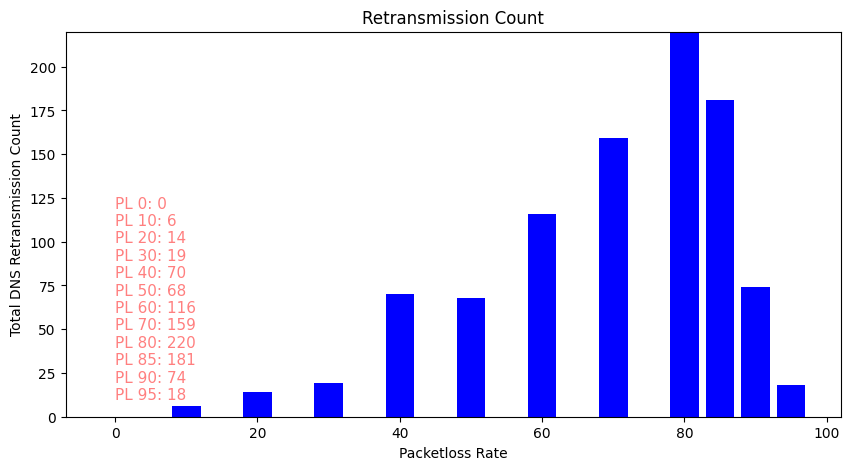 Retransmission Count
Total DNS Retransmission Count
200
175
150
125
100
75
50
25
0
PL 0: 0
PL 10: 6
PL 20: 14
PL 30: 19
PL 40: 70
PL 50: 68
PL 60: 116
PL 70: 159
PL 80: 220
PL 85: 181
PL 90: 74
PL 95: 18
0 20 40 60 80 100
Packetloss Rate